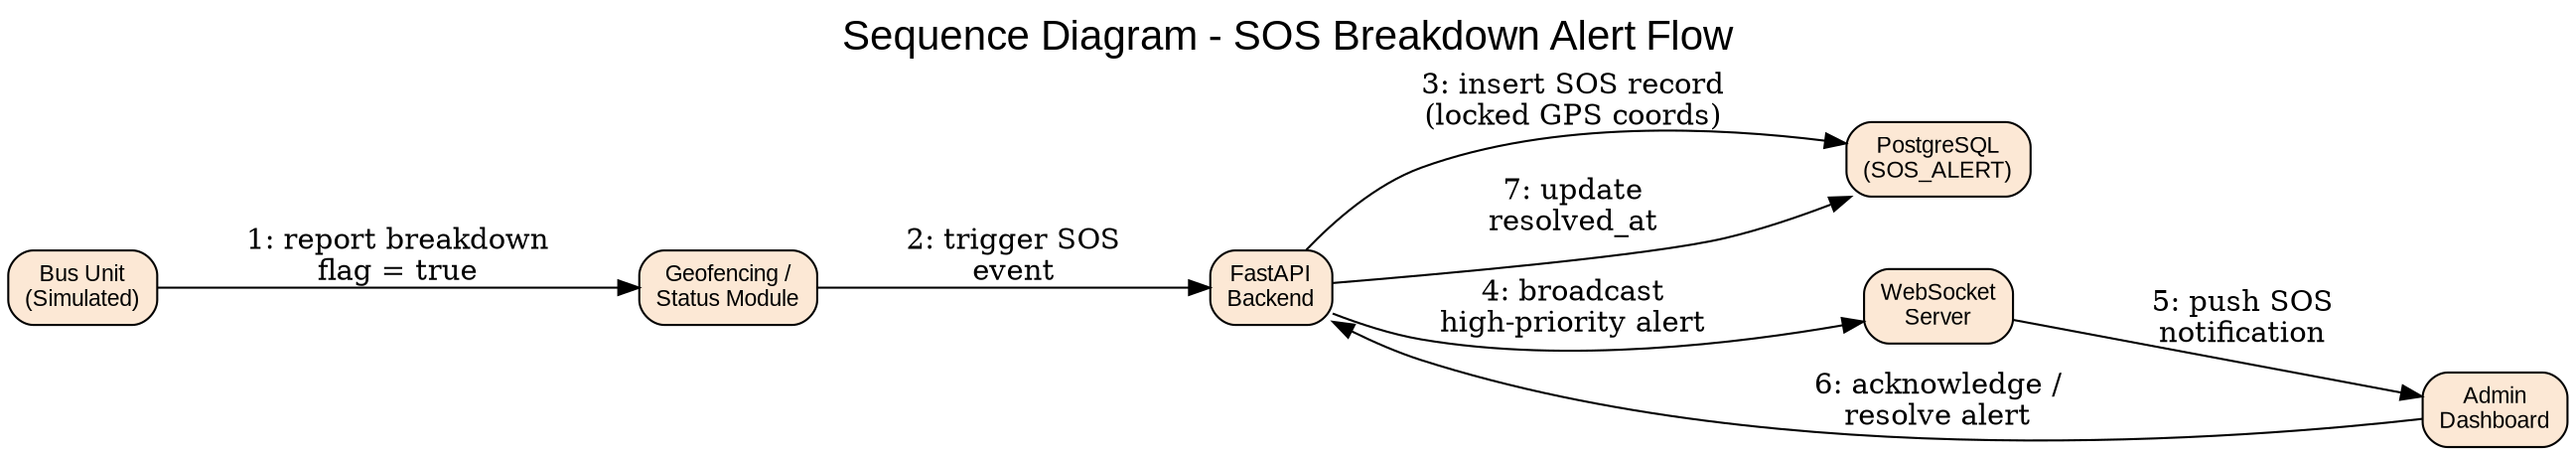 Sequence Diagram - SOS Breakdown Alert Flow
Bus Unit
(Simulated)
1: report breakdown
flag = true
Geofencing /
Status Module
2: trigger SOS
event
FastAPI
Backend
3: insert SOS record
(locked GPS coords)
PostgreSQL
(SOS_ALERT)
7: update
resolved_at
4: broadcast
high-priority alert
WebSocket
Server
5: push SOS
notification
6: acknowledge /
resolve alert
Admin
Dashboard